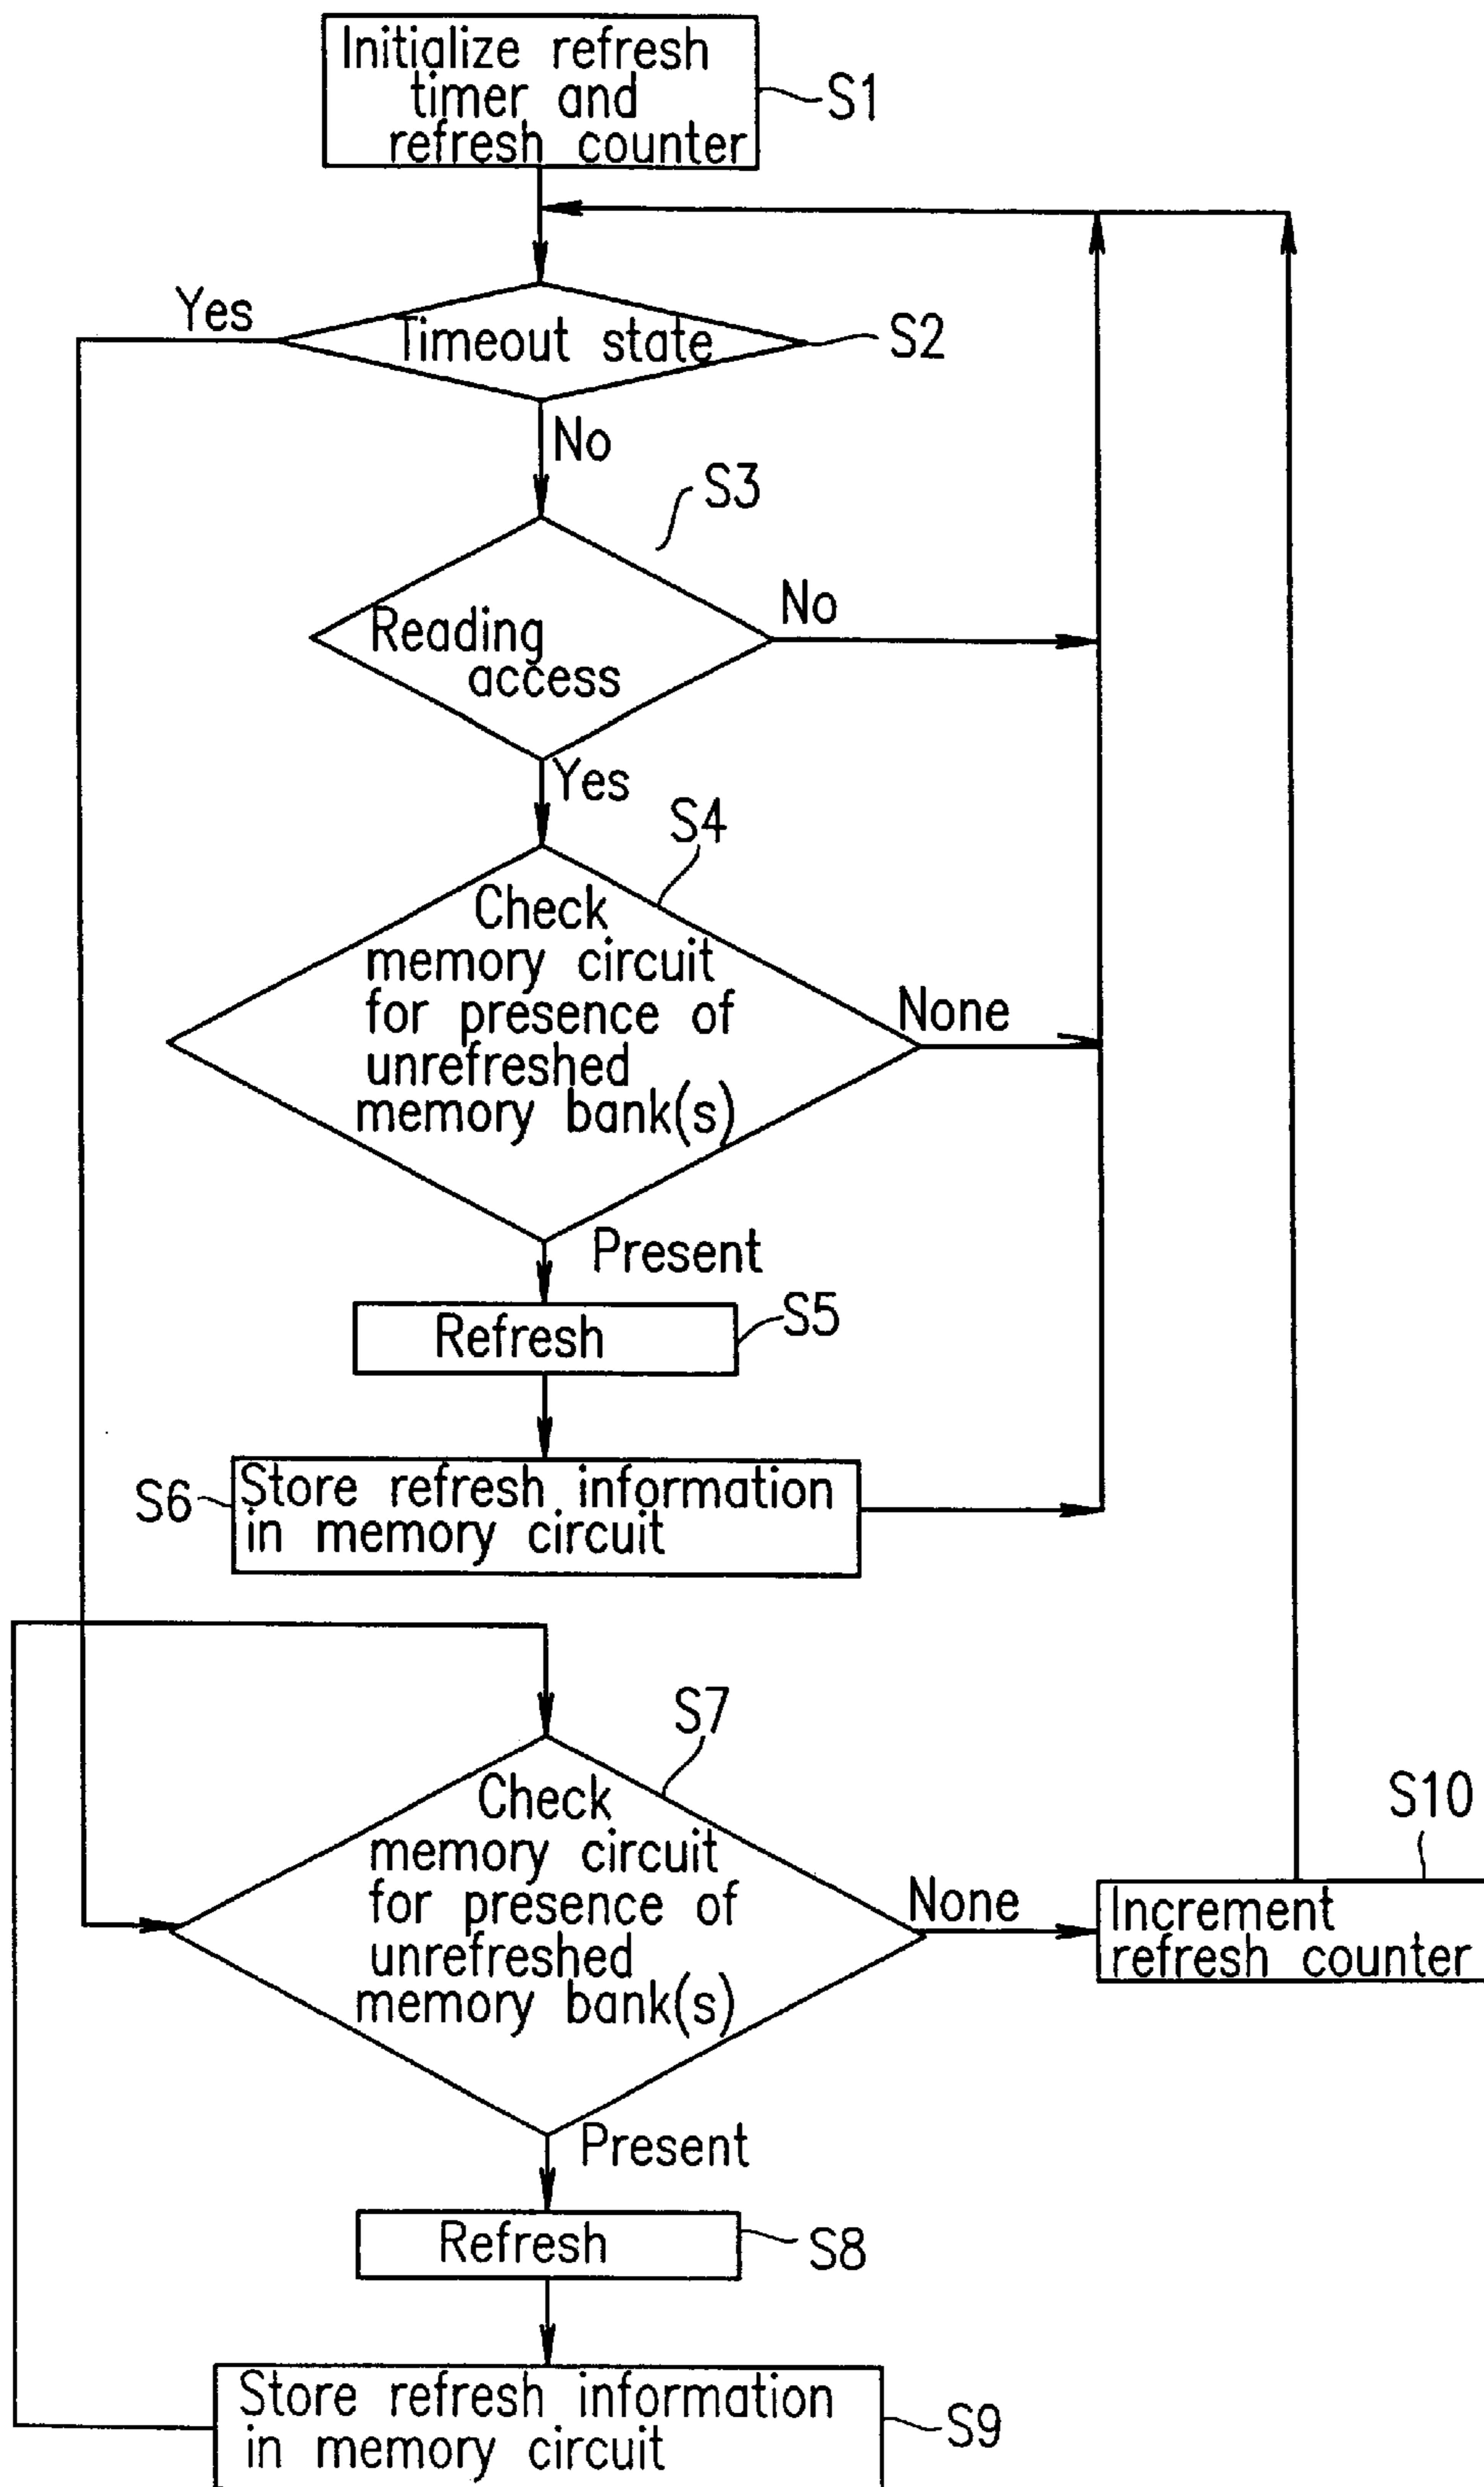 Initialize refresh
timer and
refresh counter
S1
Yes
Timeout state
S2
No
S3
Reading
access
No
Yes
S4
Check
memory circuit
for presence of
unrefreshed
memory bank(s)
None
Present
Refresh
S5
S6
Store refresh information
in memory circuit
S7
Check
memory circuit
for presence of
unrefreshed
memory bank(s)
None
S10
Increment
refresh counter
Present
Refresh
S8
Store refresh information
in memory circuit
S9